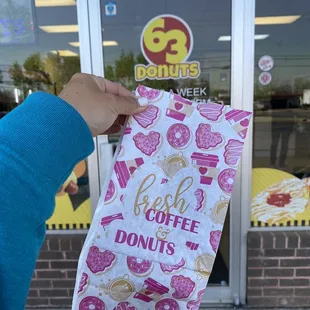 63
DONUTS
A WEEK
fresh
COFFEE
&
DONUTS